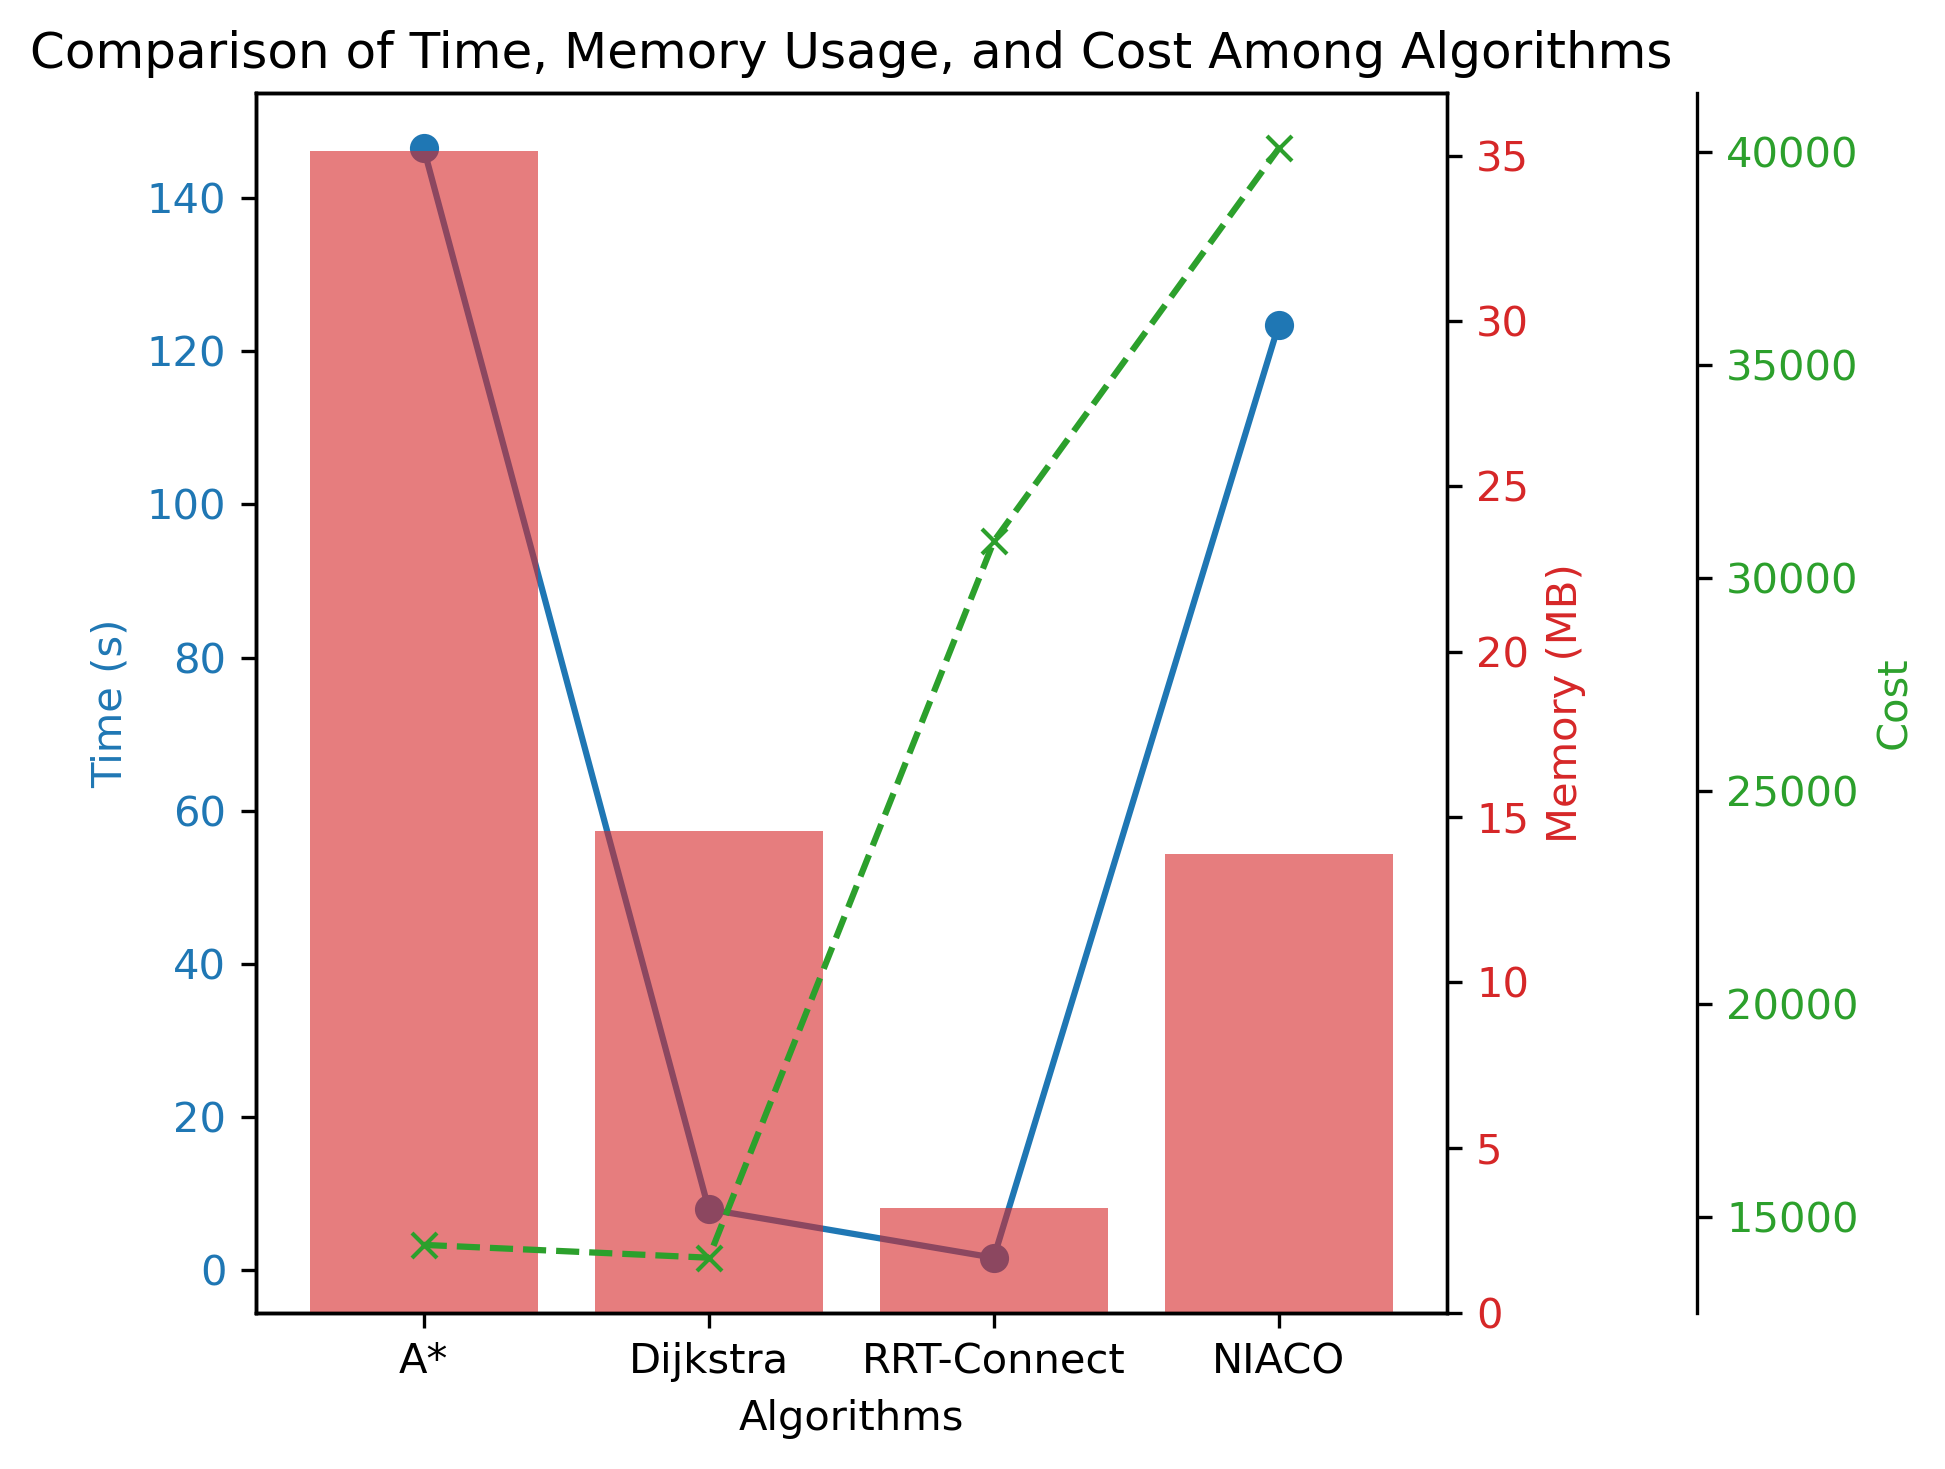 Comparison of Time, Memory Usage, and Cost Among Algorithms
140
120
100
80
60
40
20
0
Time (s)
35
30
25
20
15
10
5
0
Memory (MB)
40000
35000
30000
25000
20000
15000
Cost
A*
Dijkstra
RRT-Connect
NIACO
Algorithms